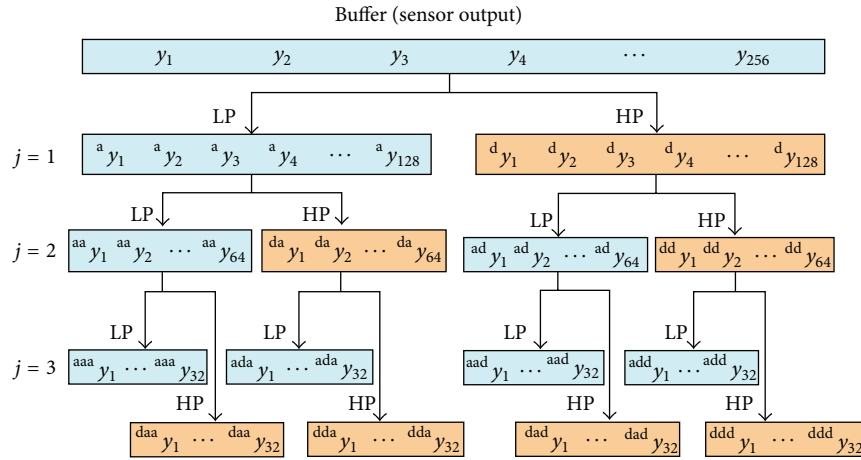 Buffer (sensor output)
y₁ y₂ y₃ y₄ ⋯ y₂₅₆
LP HP
j = 1
ᵃy₁ ᵃy₂ ᵃy₃ ᵃy₄ ⋯ ᵃy₁₂₈
ᵈy₁ ᵈy₂ ᵈy₃ ᵈy₄ ⋯ ᵈy₁₂₈
LP HP LP HP
j = 2
ᵃᵃy₁ ᵃᵃy₂ ⋯ ᵃᵃy₆₄
ᵈᵃy₁ ᵈᵃy₂ ⋯ ᵈᵃy₆₄
ᵃᵈy₁ ᵃᵈy₂ ⋯ ᵃᵈy₆₄
ᵈᵈy₁ ᵈᵈy₂ ⋯ ᵈᵈy₆₄
LP LP LP LP
j = 3
ᵃᵃᵃy₁ ⋯ ᵃᵃᵃy₃₂
ᵃᵈᵃy₁ ⋯ ᵃᵈᵃy₃₂
ᵃᵃᵈy₁ ⋯ ᵃᵃᵈy₃₂
ᵃᵈᵈy₁ ⋯ ᵃᵈᵈy₃₂
HP HP HP HP
ᵈᵃᵃy₁ ⋯ ᵈᵃᵃy₃₂
ᵈᵈᵃy₁ ⋯ ᵈᵈᵃy₃₂
ᵈᵃᵈy₁ ⋯ ᵈᵃᵈy₃₂
ᵈᵈᵈy₁ ⋯ ᵈᵈᵈy₃₂